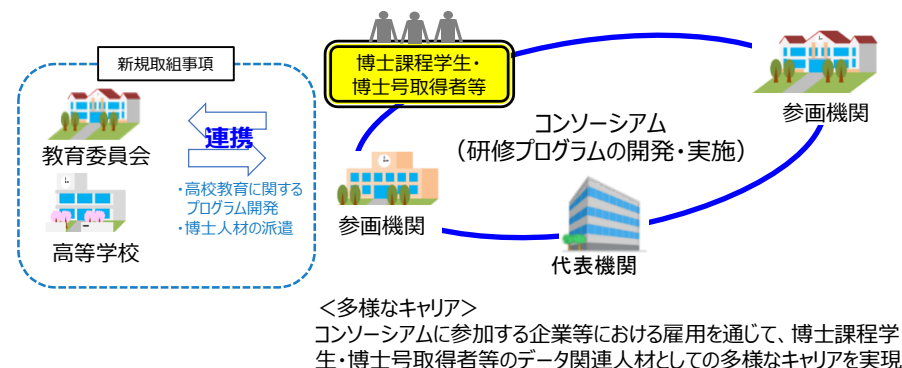 新規取組事項
教育委員会
連携
・高校教育に関する
プログラム開発
・博士人材の派遣
高等学校
博士課程学生・
博士号取得者等
参画機関
コンソーシアム
（研修プログラムの開発・実施）
参画機関
代表機関
＜多様なキャリア＞
コンソーシアムに参加する企業等における雇用を通じて、博士課程学
生・博士号取得者等のデータ関連人材としての多様なキャリアを実現